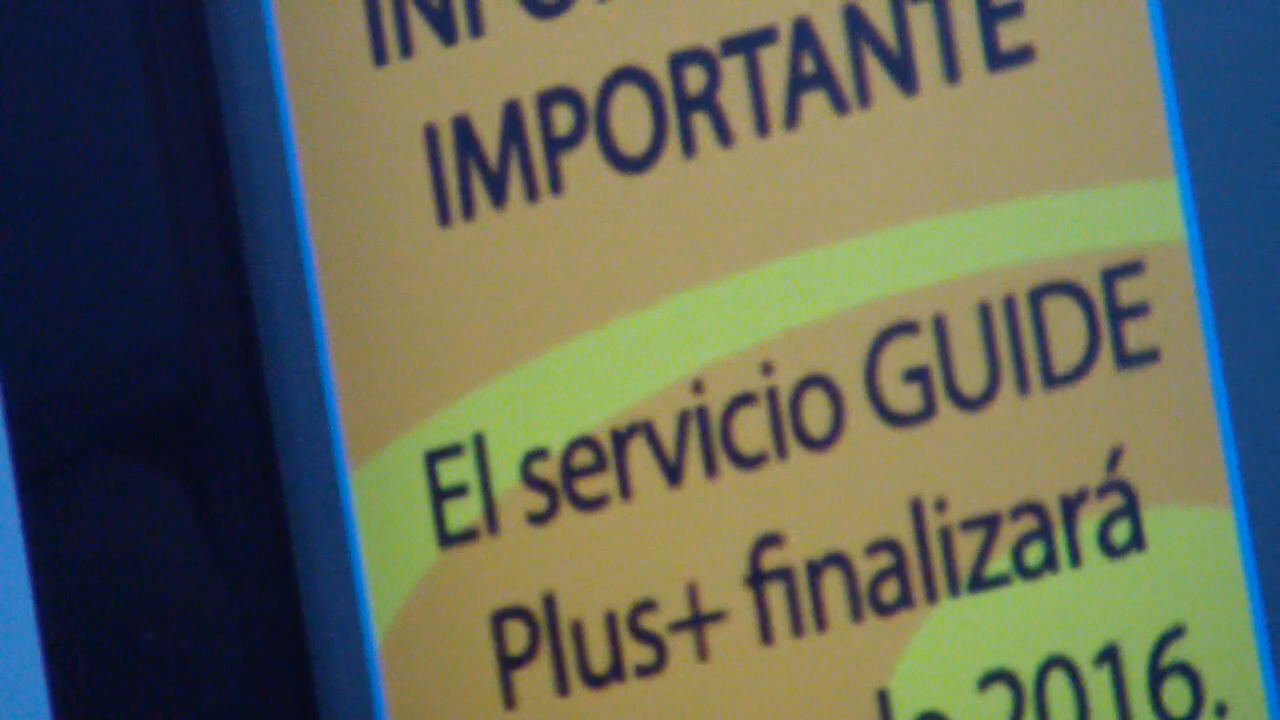 IMPORTANTE
El servicio GUIDE
Plus+ finalizará
2016.